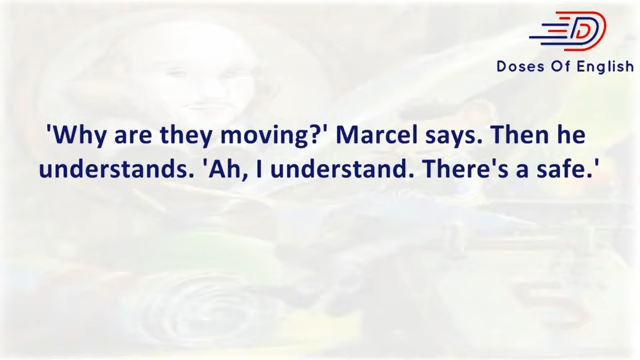 Doses Of English
'Why are they moving?' Marcel says. Then he
understands. 'Ah, I understand. There's a safe.'